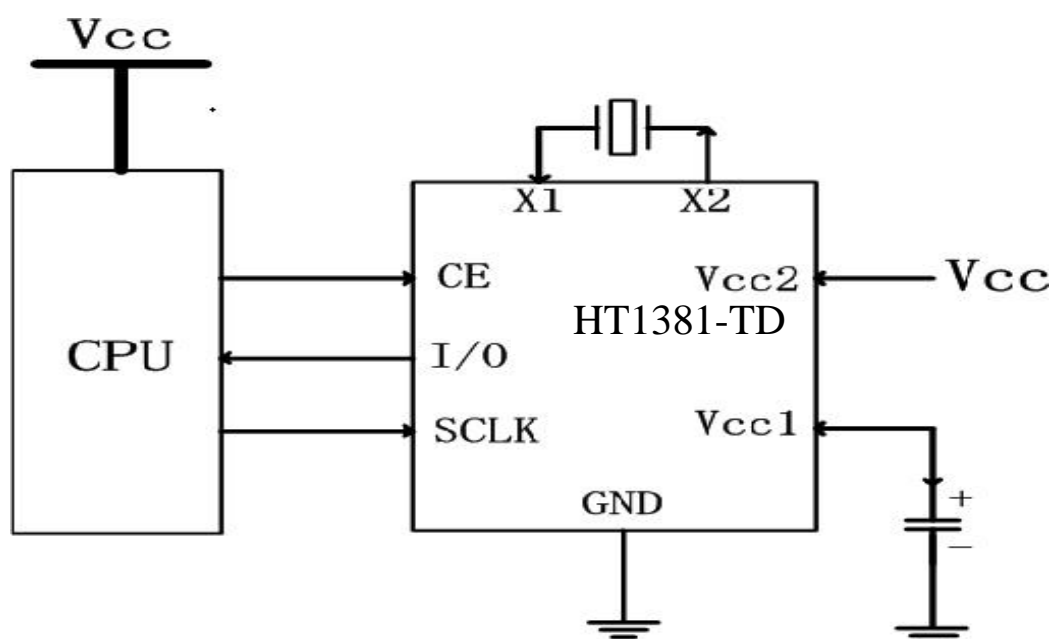 Vcc
X1 X2
CE
Vcc2
Vcc
HT1381-TD
CPU
I/O
SCLK
Vcc1
GND
+
−